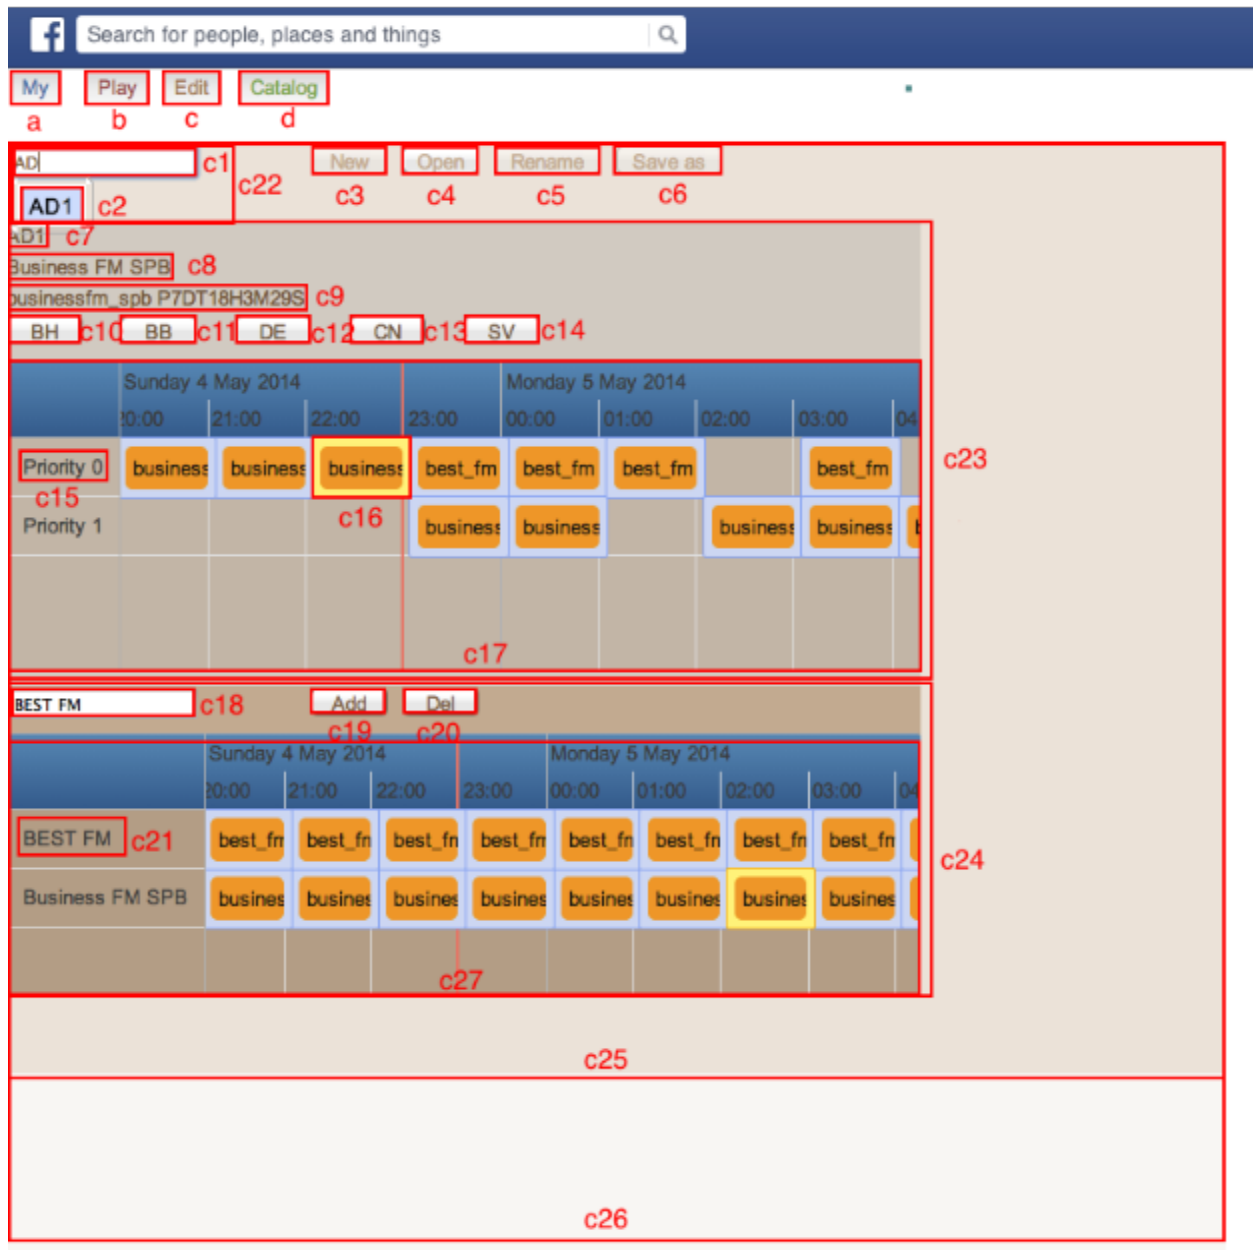 f Search for people, places and things
My Play Edit Catalog
a b c d
AD c1 New Open Rename Save as
c22 c3 c4 c5 c6
AD1 c2
AD1 c7
Business FM SPB c8
businessfm_spb P7DT18H3M29S c9
BH c10 BB c11 DE c12 CN c13 SV c14
Sunday 4 May 2014 Monday 5 May 2014
20:00 21:00 22:00 23:00 00:00 01:00 02:00 03:00 04
Priority 0 business business business best_fm best_fm best_fm best_fm c23
c15 c16
Priority 1 business business business business
c17
BEST FM c18 Add Del
c19 c20
Sunday 4 May 2014 Monday 5 May 2014
20:00 21:00 22:00 23:00 00:00 01:00 02:00 03:00 04
BEST FM c21 best_fm best_fm best_fm best_fm best_fm best_fm best_fm best_fm c24
Business FM SPB busines busines busines busines busines busines busines busines
c27
c25
c26